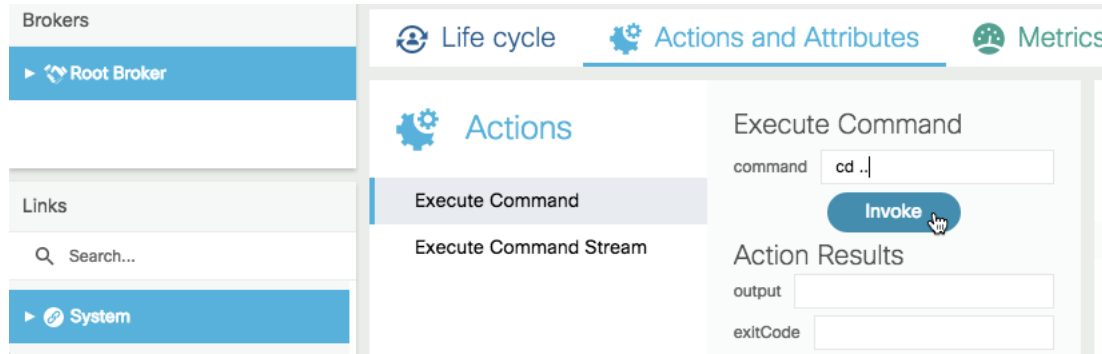 Brokers
Root Broker
Links
Search...
System
Life cycle
Actions and Attributes
Metrics
Actions
Execute Command
Execute Command Stream
Execute Command
command
cd ..
Invoke
Action Results
output
exitCode